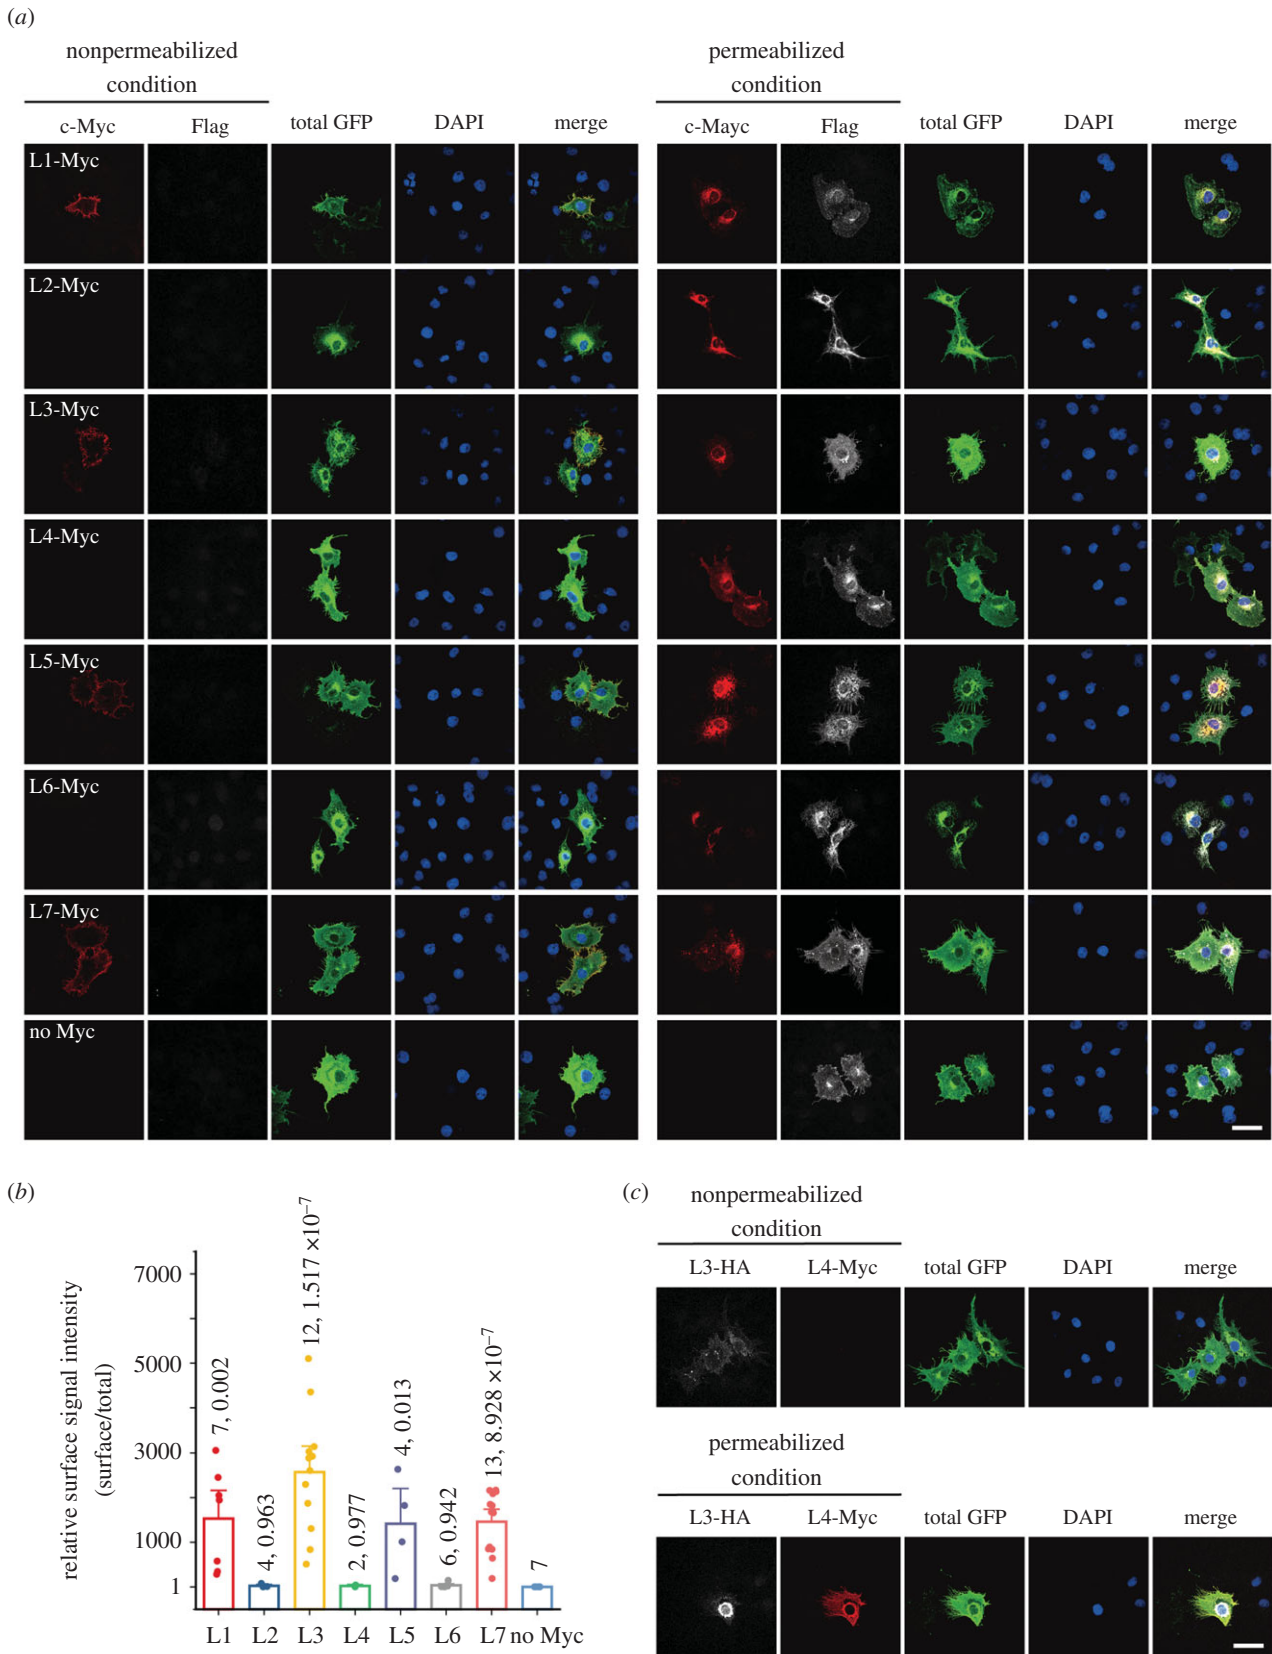 (a)
nonpermeabilized
condition
permeabilized
condition
c-Myc Flag total GFP DAPI merge
c-Mayc Flag total GFP DAPI merge
L1-Myc
L2-Myc
L3-Myc
L4-Myc
L5-Myc
L6-Myc
L7-Myc
no Myc
(b)
relative surface signal intensity
(surface/total)
7000
5000
3000
1000
1
7, 0.002
4, 0.963
12, 1.517 ×10⁻⁷
2, 0.977
4, 0.013
6, 0.942
13, 8.928 ×10⁻⁷
7
L1 L2 L3 L4 L5 L6 L7 no Myc
(c)
nonpermeabilized
condition
L3-HA L4-Myc total GFP DAPI merge
permeabilized
condition
L3-HA L4-Myc total GFP DAPI merge